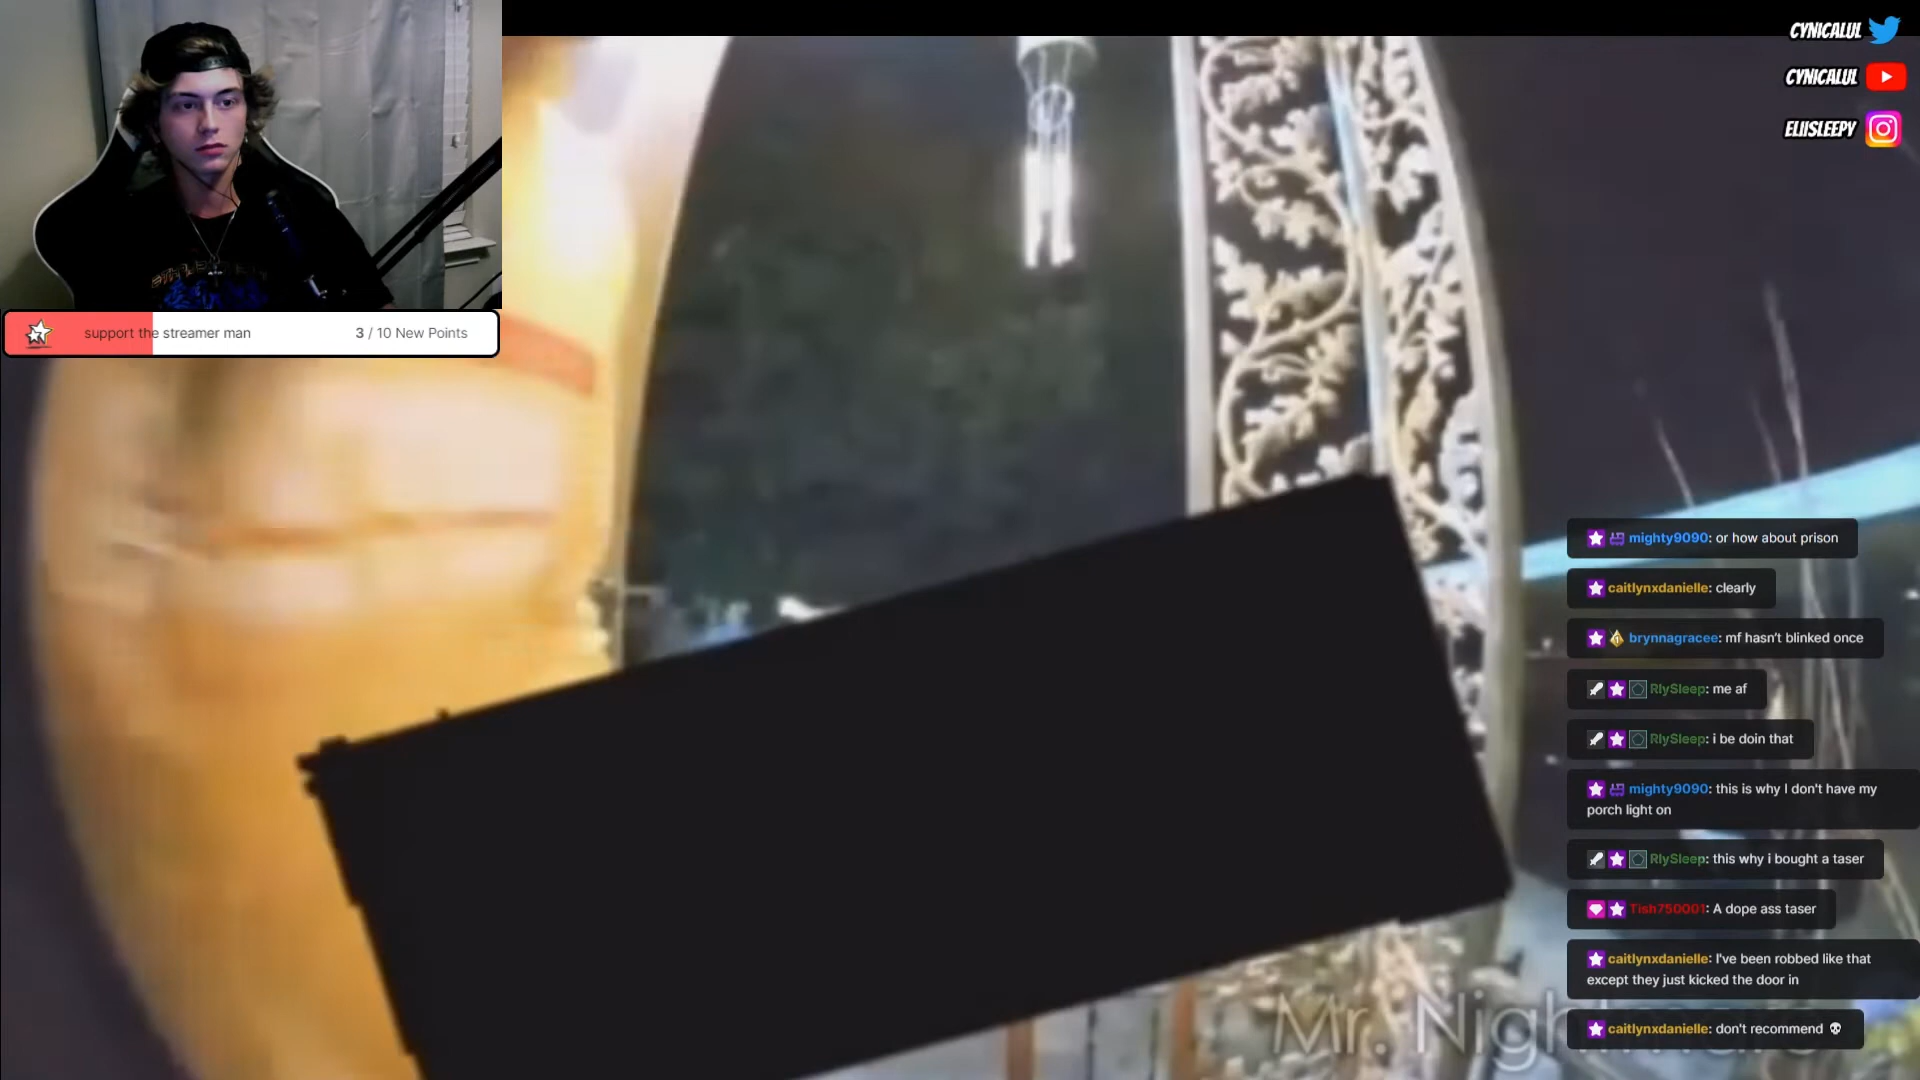 CYNICALUL
CYNICALUL
ELIISLEEPY
support the streamer man 3 / 10 New Points
mighty9090: or how about prison
caitlynxdanielle: clearly
brynnagracee: mf hasn't blinked once
RlySleep: me af
RlySleep: i be doin that
mighty9090: this is why I don't have my
porch light on
RlySleep: this why i bought a taser
Tish750001: A dope ass taser
caitlynxdanielle: I've been robbed like that
except they just kicked the door in
caitlynxdanielle: don't recommend 💀
Mr. Nightmare